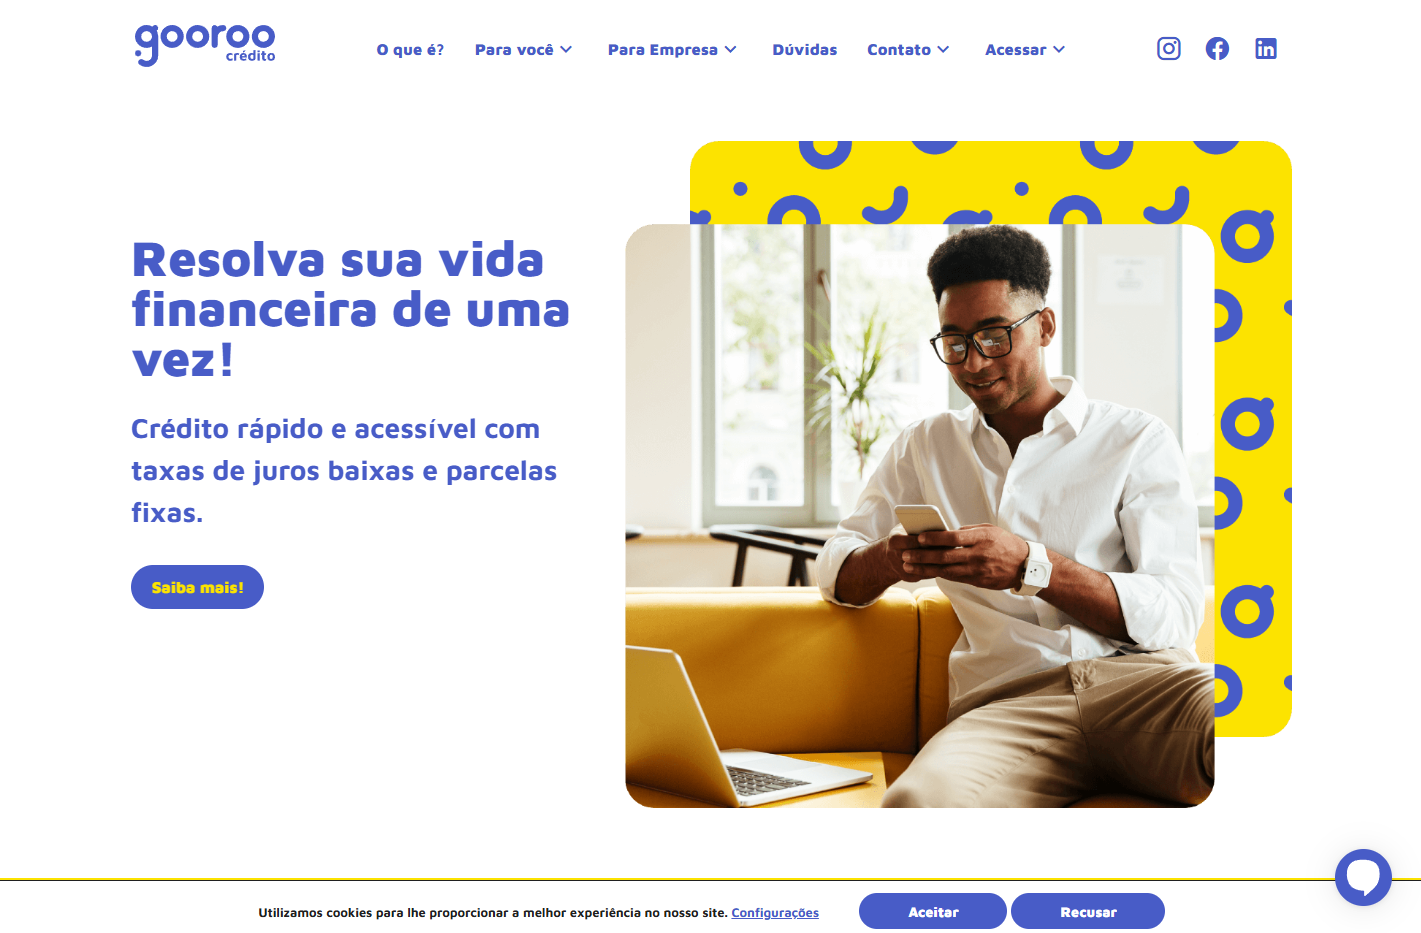 gooroo
crédito
O que é?
Para você
Para Empresa
Dúvidas
Contato
Acessar
Resolva sua vida
financeira de uma
vez!
Crédito rápido e acessível com
taxas de juros baixas e parcelas
fixas.
Saiba mais!
Utilizamos cookies para lhe proporcionar a melhor experiência no nosso site. Configurações
Aceitar
Recusar